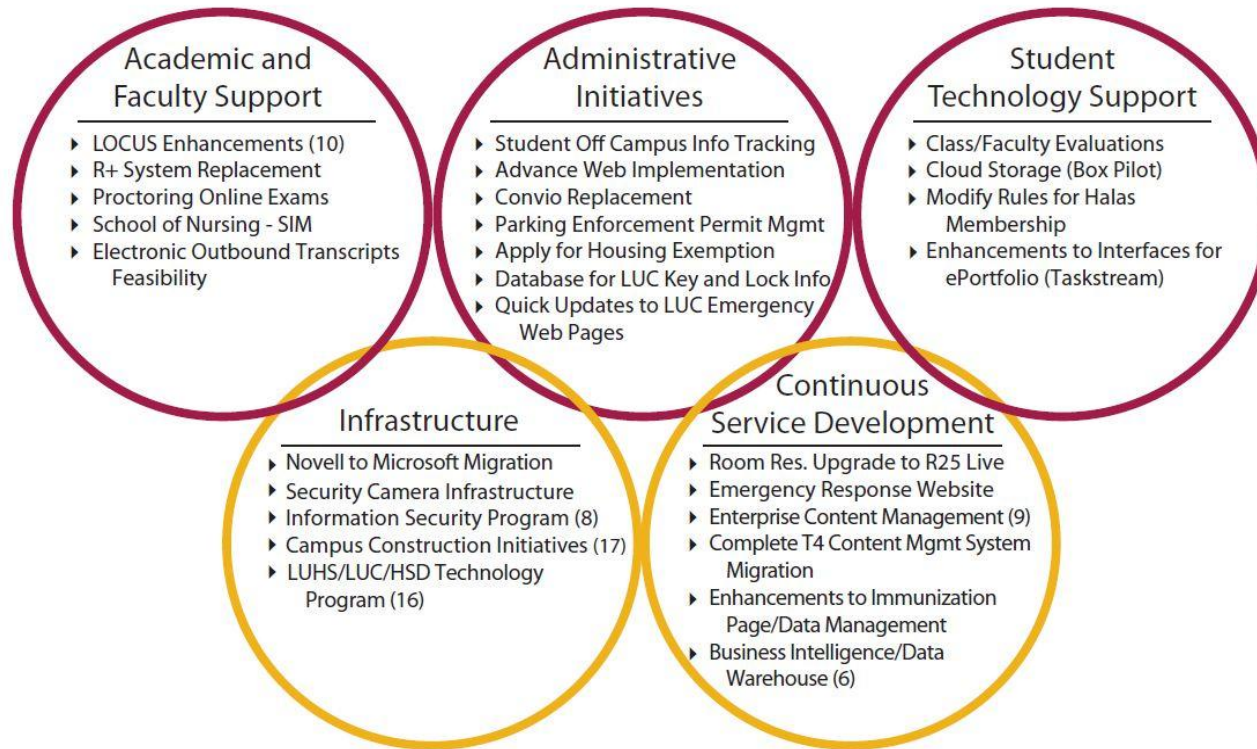 Academic and
Faculty Support
‣ LOCUS Enhancements (10)
‣ R+ System Replacement
‣ Proctoring Online Exams
‣ School of Nursing - SIM
‣ Electronic Outbound Transcripts
Feasibility
Administrative
Initiatives
‣ Student Off Campus Info Tracking
‣ Advance Web Implementation
‣ Convio Replacement
‣ Parking Enforcement Permit Mgmt
‣ Apply for Housing Exemption
‣ Database for LUC Key and Lock Info
‣ Quick Updates to LUC Emergency
Web Pages
Student
Technology Support
‣ Class/Faculty Evaluations
‣ Cloud Storage (Box Pilot)
‣ Modify Rules for Halas
Membership
‣ Enhancements to Interfaces for
ePortfolio (Taskstream)
Infrastructure
‣ Novell to Microsoft Migration
‣ Security Camera Infrastructure
‣ Information Security Program (8)
‣ Campus Construction Initiatives (17)
‣ LUHS/LUC/HSD Technology
Program (16)
Continuous
Service Development
‣ Room Res. Upgrade to R25 Live
‣ Emergency Response Website
‣ Enterprise Content Management (9)
‣ Complete T4 Content Mgmt System
Migration
‣ Enhancements to Immunization
Page/Data Management
‣ Business Intelligence/Data
Warehouse (6)